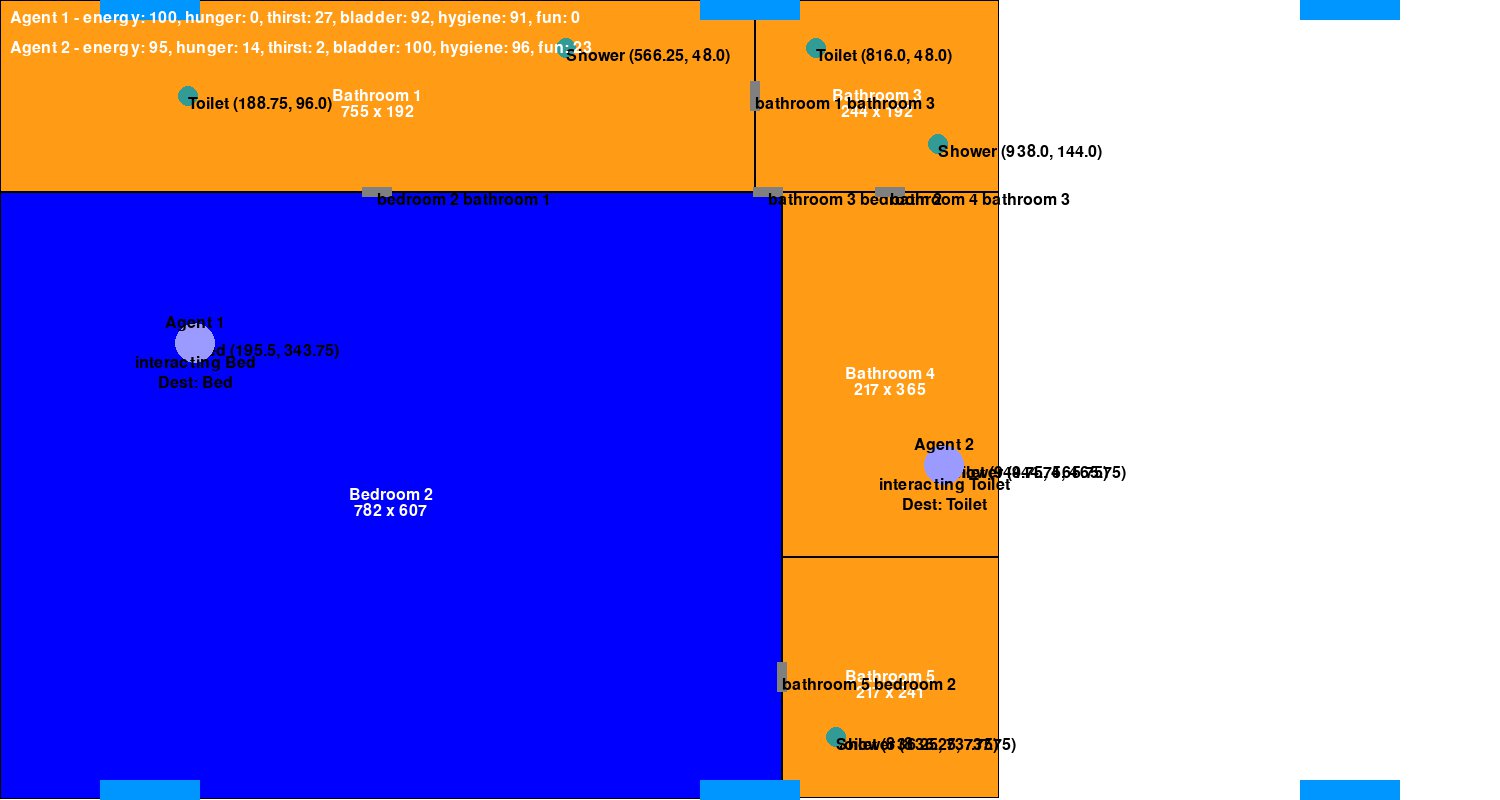 Agent 1 - energy: 100, hunger: 0, thirst: 27, bladder: 92, hygiene: 91, fun: 0
Agent 2 - energy: 95, hunger: 14, thirst: 2, bladder: 100, hygiene: 96, fun: 23
Shower (566.25, 48.0)
Toilet (816.0, 48.0)
Toilet (188.75, 96.0)
Bathroom 1
755 x 192
bathroom 1 bathroom 3
Bathroom 3
244 x 192
Shower (938.0, 144.0)
bedroom 2 bathroom 1
bathroom 3 bedroom 2
bathroom 4 bathroom 3
Agent 1
(195.5, 343.75)
interacting Bed
Dest: Bed
Bathroom 4
217 x 365
Agent 2
interacting Toilet
Dest: Toilet
Bedroom 2
782 x 607
Bathroom 5
217 x 241
bathroom 5 bedroom 2